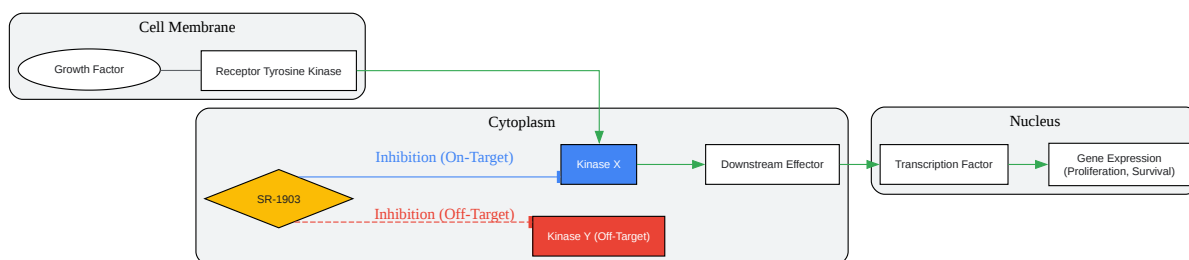 Cell Membrane
Growth Factor
Receptor Tyrosine Kinase
Cytoplasm
Inhibition (On-Target)
Kinase X
Downstream Effector
SR-1903
Inhibition (Off-Target)
Kinase Y (Off-Target)
Nucleus
Transcription Factor
Gene Expression
(Proliferation, Survival)